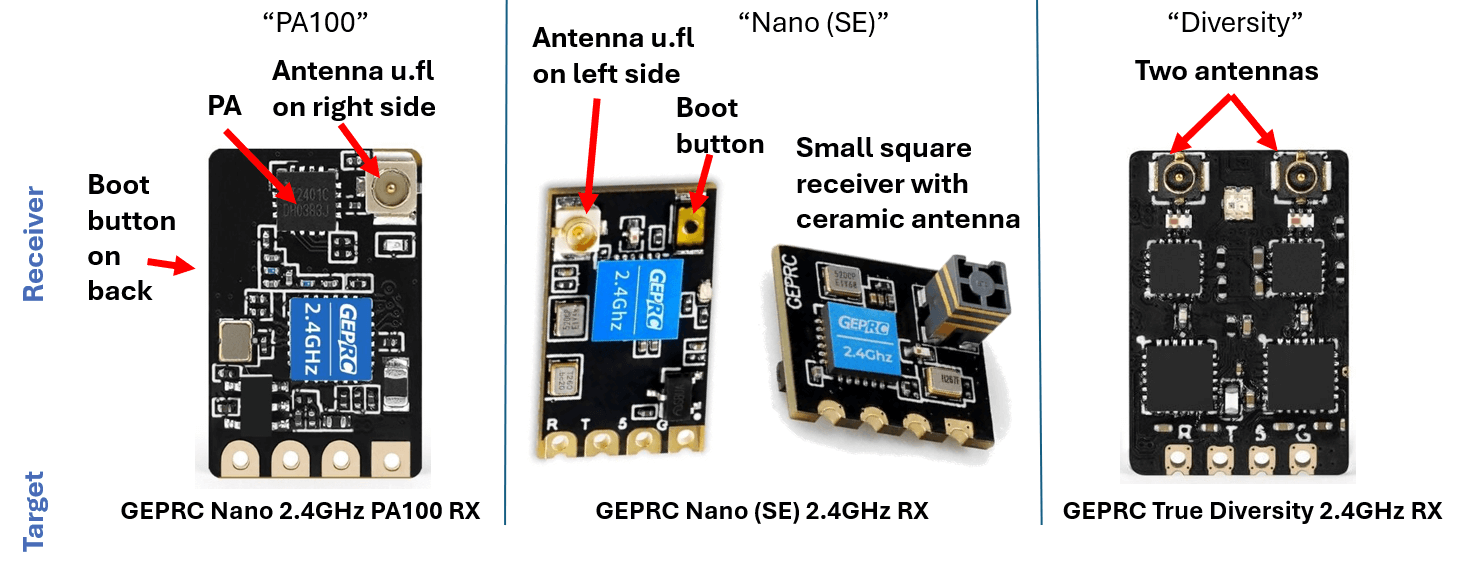 “PA100”
Antenna u.fl
on right side
PA
Boot
button
on
back
2401C
DH0383J
GEPRC
2.4GHz
“Nano (SE)”
Antenna u.fl
on left side
Boot
button
Small square
receiver with
ceramic antenna
GEPRC
2.4Ghz
R T S G
GEPRC
GEPRC
2.4Ghz
“Diversity”
Two antennas
R T S G
Receiver
Target
GEPRC Nano 2.4GHz PA100 RX
GEPRC Nano (SE) 2.4GHz RX
GEPRC True Diversity 2.4GHz RX